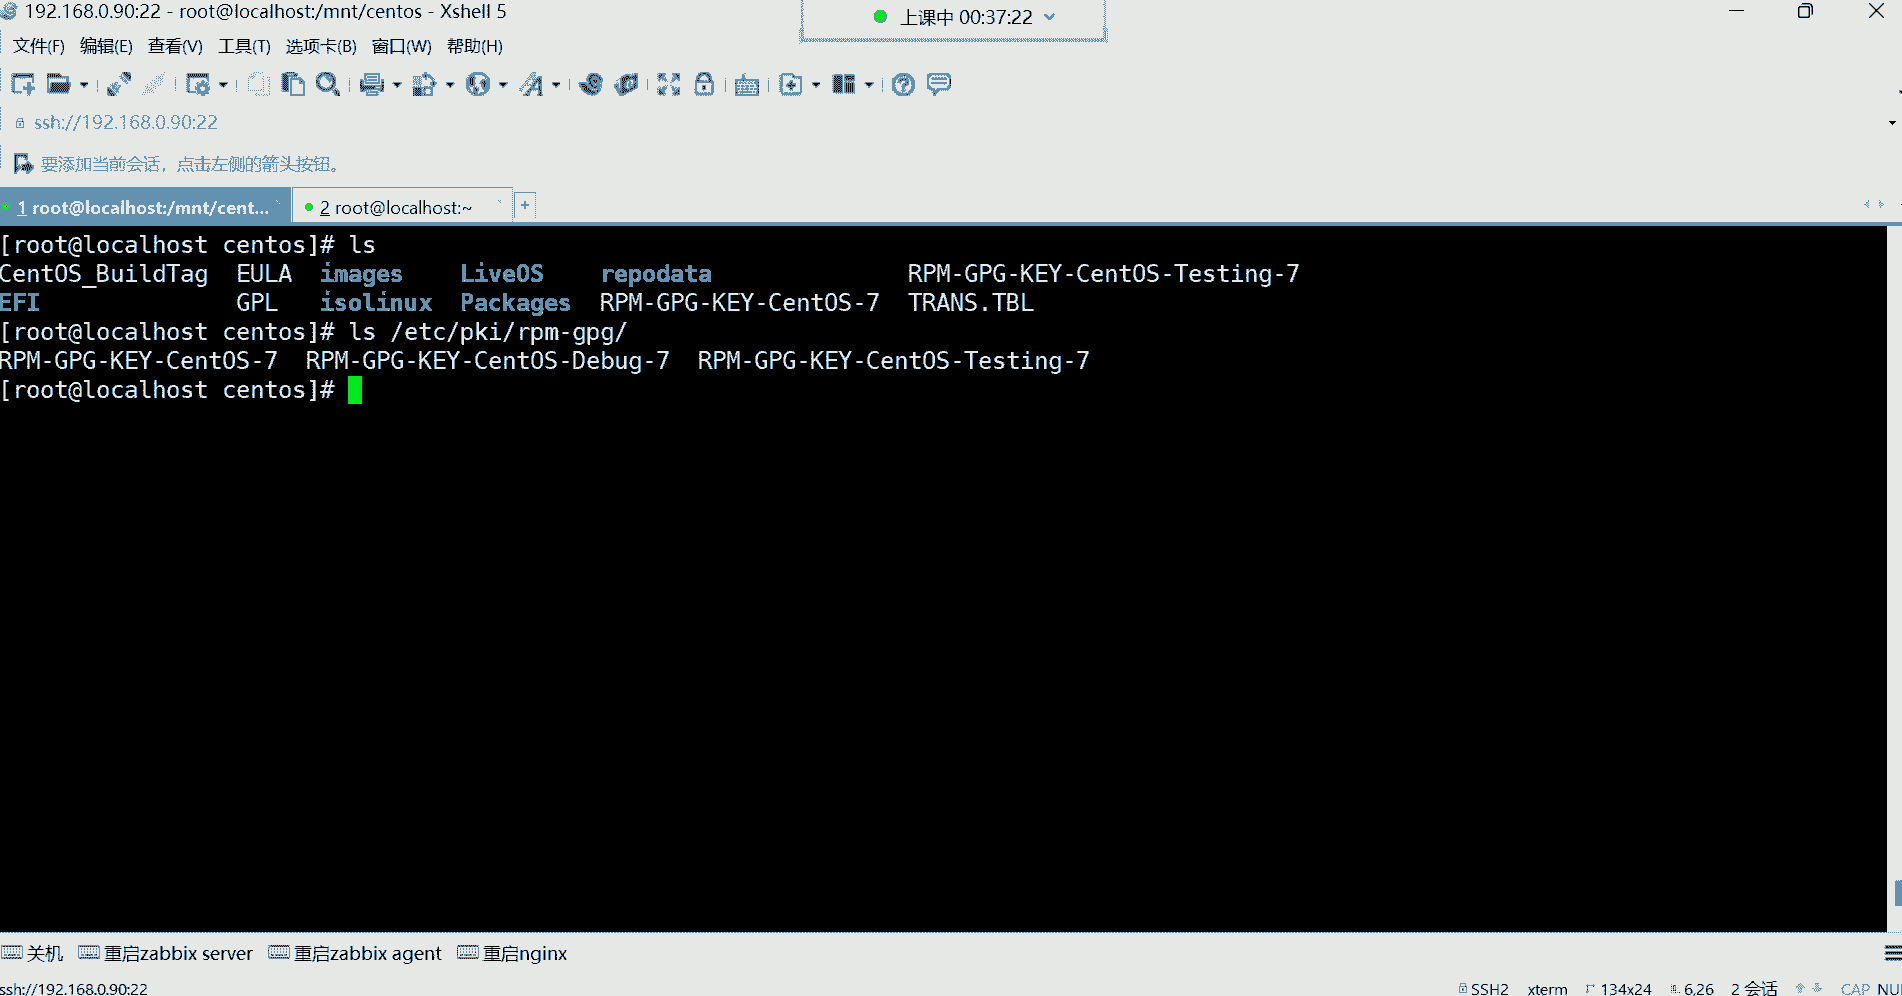 192.168.0.90:22 - root@localhost:/mnt/centos - Xshell 5
上课中 00:37:22
文件(F) 编辑(E) 查看(V) 工具(T) 选项卡(B) 窗口(W) 帮助(H)
ssh://192.168.0.90:22
要添加当前会话，点击左侧的箭头按钮。
1 root@localhost:/mnt/cent... 2 root@localhost:~ +
[root@localhost centos]# ls
CentOS_BuildTag EULA images LiveOS repodata RPM-GPG-KEY-CentOS-Testing-7
EFI GPL isolinux Packages RPM-GPG-KEY-CentOS-7 TRANS.TBL
[root@localhost centos]# ls /etc/pki/rpm-gpg/
RPM-GPG-KEY-CentOS-7 RPM-GPG-KEY-CentOS-Debug-7 RPM-GPG-KEY-CentOS-Testing-7
[root@localhost centos]#
关机 重启zabbix server 重启zabbix agent 重启nginx
ssh://192.168.0.90:22 SSH2 xterm 134x24 6,26 2 会话 CAP NU